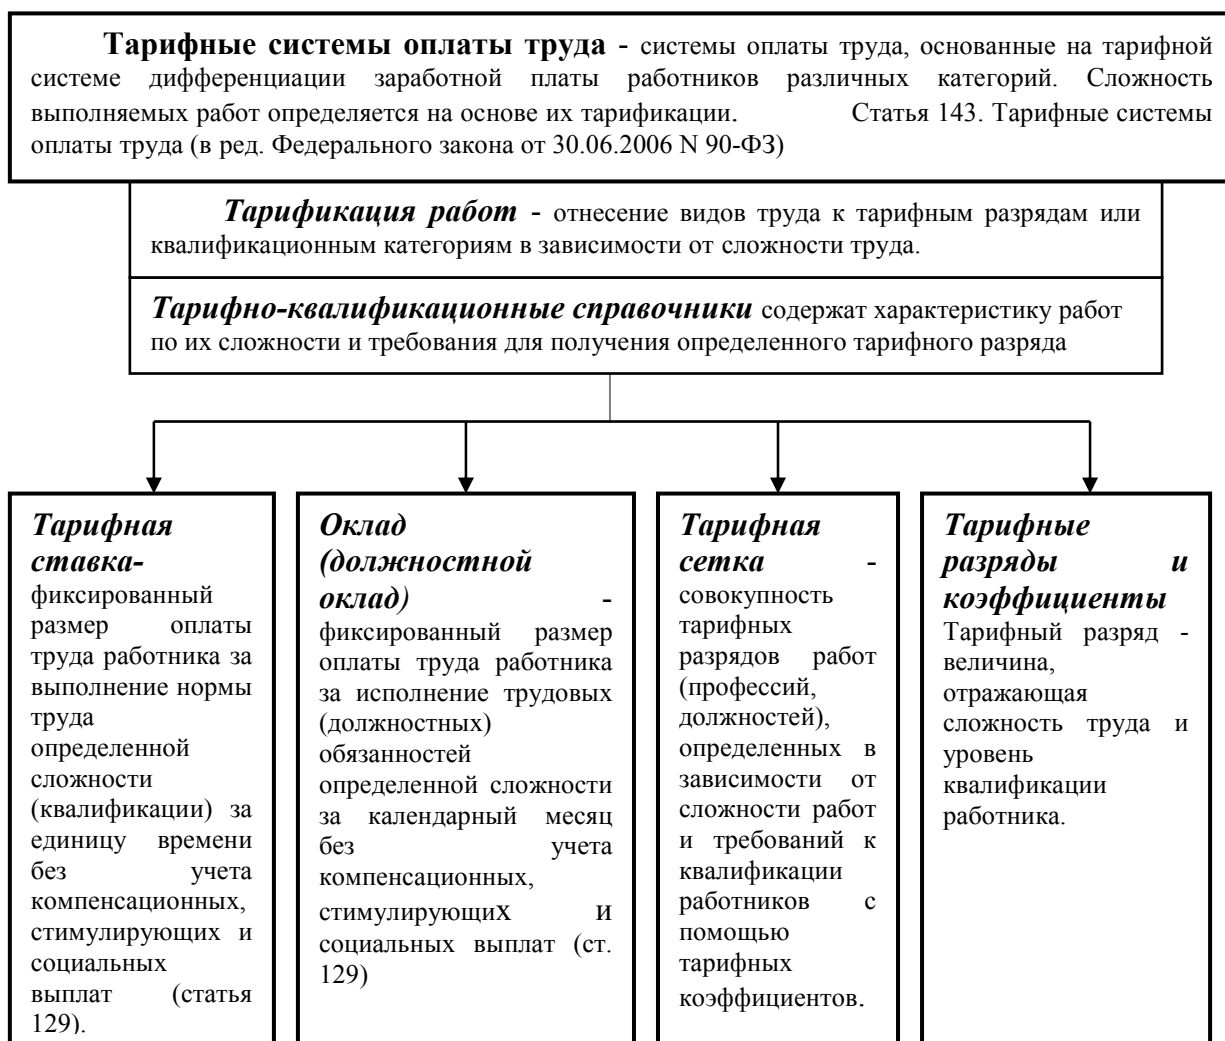 Тарифные системы оплаты труда - системы оплаты труда, основанные на тарифной
системе дифференциации заработной платы работников различных категорий. Сложность
выполняемых работ определяется на основе их тарификации. Статья 143. Тарифные системы
оплаты труда (в ред. Федерального закона от 30.06.2006 N 90-ФЗ)
Тарификация работ - отнесение видов труда к тарифным разрядам или
квалификационным категориям в зависимости от сложности труда.
Тарифно-квалификационные справочники содержат характеристику работ
по их сложности и требования для получения определенного тарифного разряда
Тарифная
ставка-
фиксированный
размер оплаты
труда работника за
выполнение нормы
труда
определенной
сложности
(квалификации) за
единицу времени
без учета
компенсационных,
стимулирующих и
социальных
выплат (статья
129).
Оклад
(должностной
оклад) -
фиксированный размер
оплаты труда работника
за исполнение трудовых
(должностных)
обязанностей
определенной сложности
за календарный месяц
без учета
компенсационных,
стимулирующих и
социальных выплат (ст.
129)
Тарифная
сетка -
совокупность
тарифных
разрядов работ
(профессий,
должностей),
определенных в
зависимости от
сложности работ
и требований к
квалификации
работников с
помощью
тарифных
коэффициентов.
Тарифные
разряды и
коэффициенты
Тарифный разряд -
величина,
отражающая
сложность труда и
уровень
квалификации
работника.